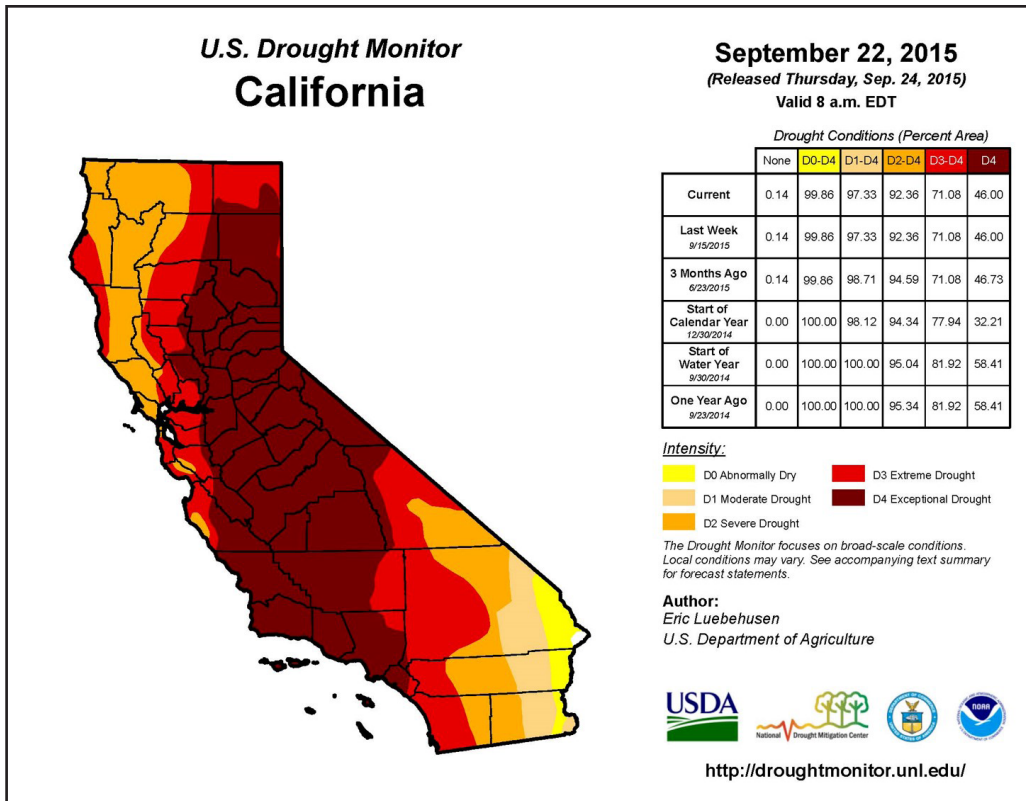 U.S. Drought Monitor
California
September 22, 2015
(Released Thursday, Sep. 24, 2015)
Valid 8 a.m. EDT
Drought Conditions (Percent Area)
None D0-D4 D1-D4 D2-D4 D3-D4 D4
Current 0.14 99.86 97.33 92.36 71.08 46.00
Last Week
9/15/2015 0.14 99.86 97.33 92.36 71.08 46.00
3 Months Ago
6/23/2015 0.14 99.86 98.71 94.59 71.08 46.73
Start of
Calendar Year
12/30/2014 0.00 100.00 98.12 94.34 77.94 32.21
Start of
Water Year
9/30/2014 0.00 100.00 100.00 95.04 81.92 58.41
One Year Ago
9/23/2014 0.00 100.00 100.00 95.34 81.92 58.41
Intensity:
D0 Abnormally Dry
D1 Moderate Drought
D2 Severe Drought
D3 Extreme Drought
D4 Exceptional Drought
The Drought Monitor focuses on broad-scale conditions.
Local conditions may vary. See accompanying text summary
for forecast statements.
Author:
Eric Luebehusen
U.S. Department of Agriculture
USDA
National Drought Mitigation Center
NOAA
http://droughtmonitor.unl.edu/